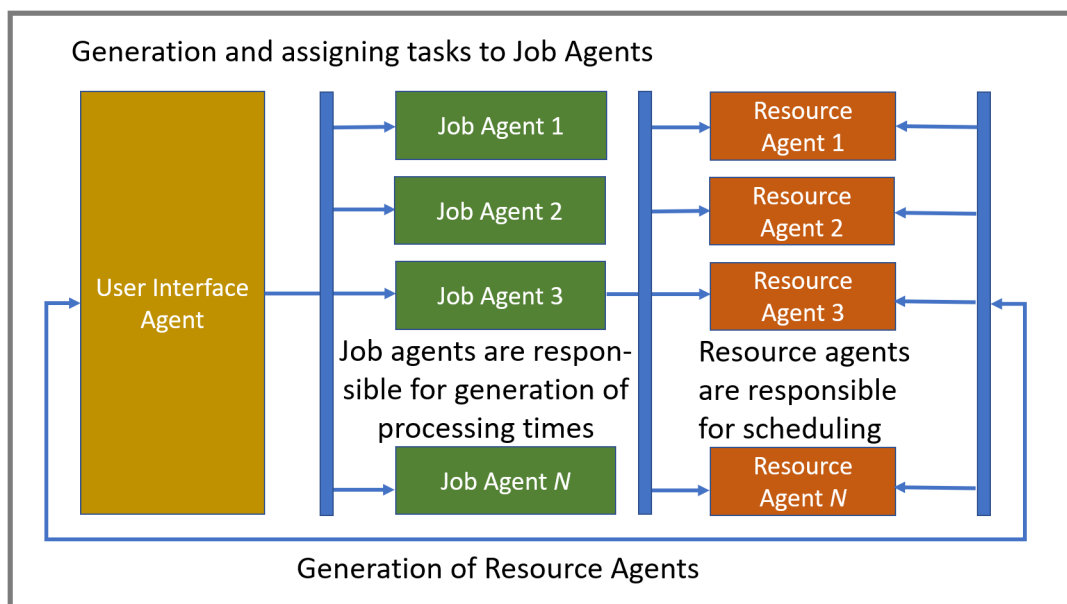 Generation and assigning tasks to Job Agents
User Interface
Agent
Job Agent 1
Job Agent 2
Job Agent 3
Job agents are respon-
sible for generation of
processing times
Job Agent N
Resource
Agent 1
Resource
Agent 2
Resource
Agent 3
Resource agents
are responsible
for scheduling
Resource
Agent N
Generation of Resource Agents